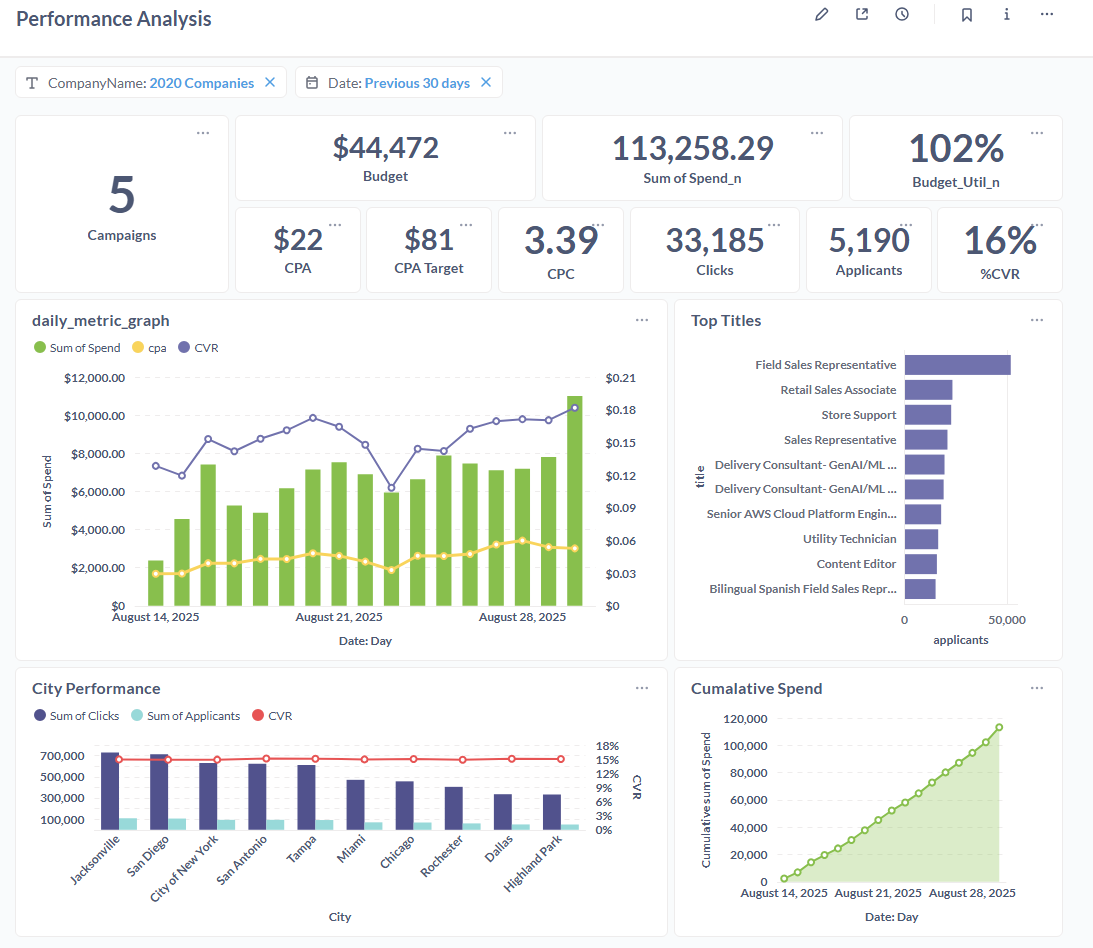 Performance Analysis
CompanyName: 2020 Companies
Date: Previous 30 days
5
Campaigns
$44,472
Budget
113,258.29
Sum of Spend_n
102%
Budget_Util_n
$22
CPA
$81
CPA Target
3.39
CPC
33,185
Clicks
5,190
Applicants
16%
%CVR
daily_metric_graph
Sum of Spend cpa CVR
$12,000.00
$10,000.00
$8,000.00
$6,000.00
$4,000.00
$2,000.00
$0
Sum of Spend
$0.21
$0.18
$0.15
$0.12
$0.09
$0.06
$0.03
$0
August 14, 2025 August 21, 2025 August 28, 2025
Date: Day
Top Titles
title
Field Sales Representative
Retail Sales Associate
Store Support
Sales Representative
Delivery Consultant- GenAI/ML ...
Delivery Consultant- GenAI/ML ...
Senior AWS Cloud Platform Engin...
Utility Technician
Content Editor
Bilingual Spanish Field Sales Repr...
0 50,000
applicants
City Performance
Sum of Clicks Sum of Applicants CVR
700,000
500,000
300,000
100,000
18%
15%
12%
9%
6%
3%
0%
CVR
Jacksonville
San Diego
City of New York
San Antonio
Tampa
Miami
Chicago
Rochester
Dallas
Highland Park
City
Cumulative Spend
Cumulative sum of Spend
120,000
100,000
80,000
60,000
40,000
20,000
0
August 14, 2025 August 21, 2025 August 28, 2025
Date: Day